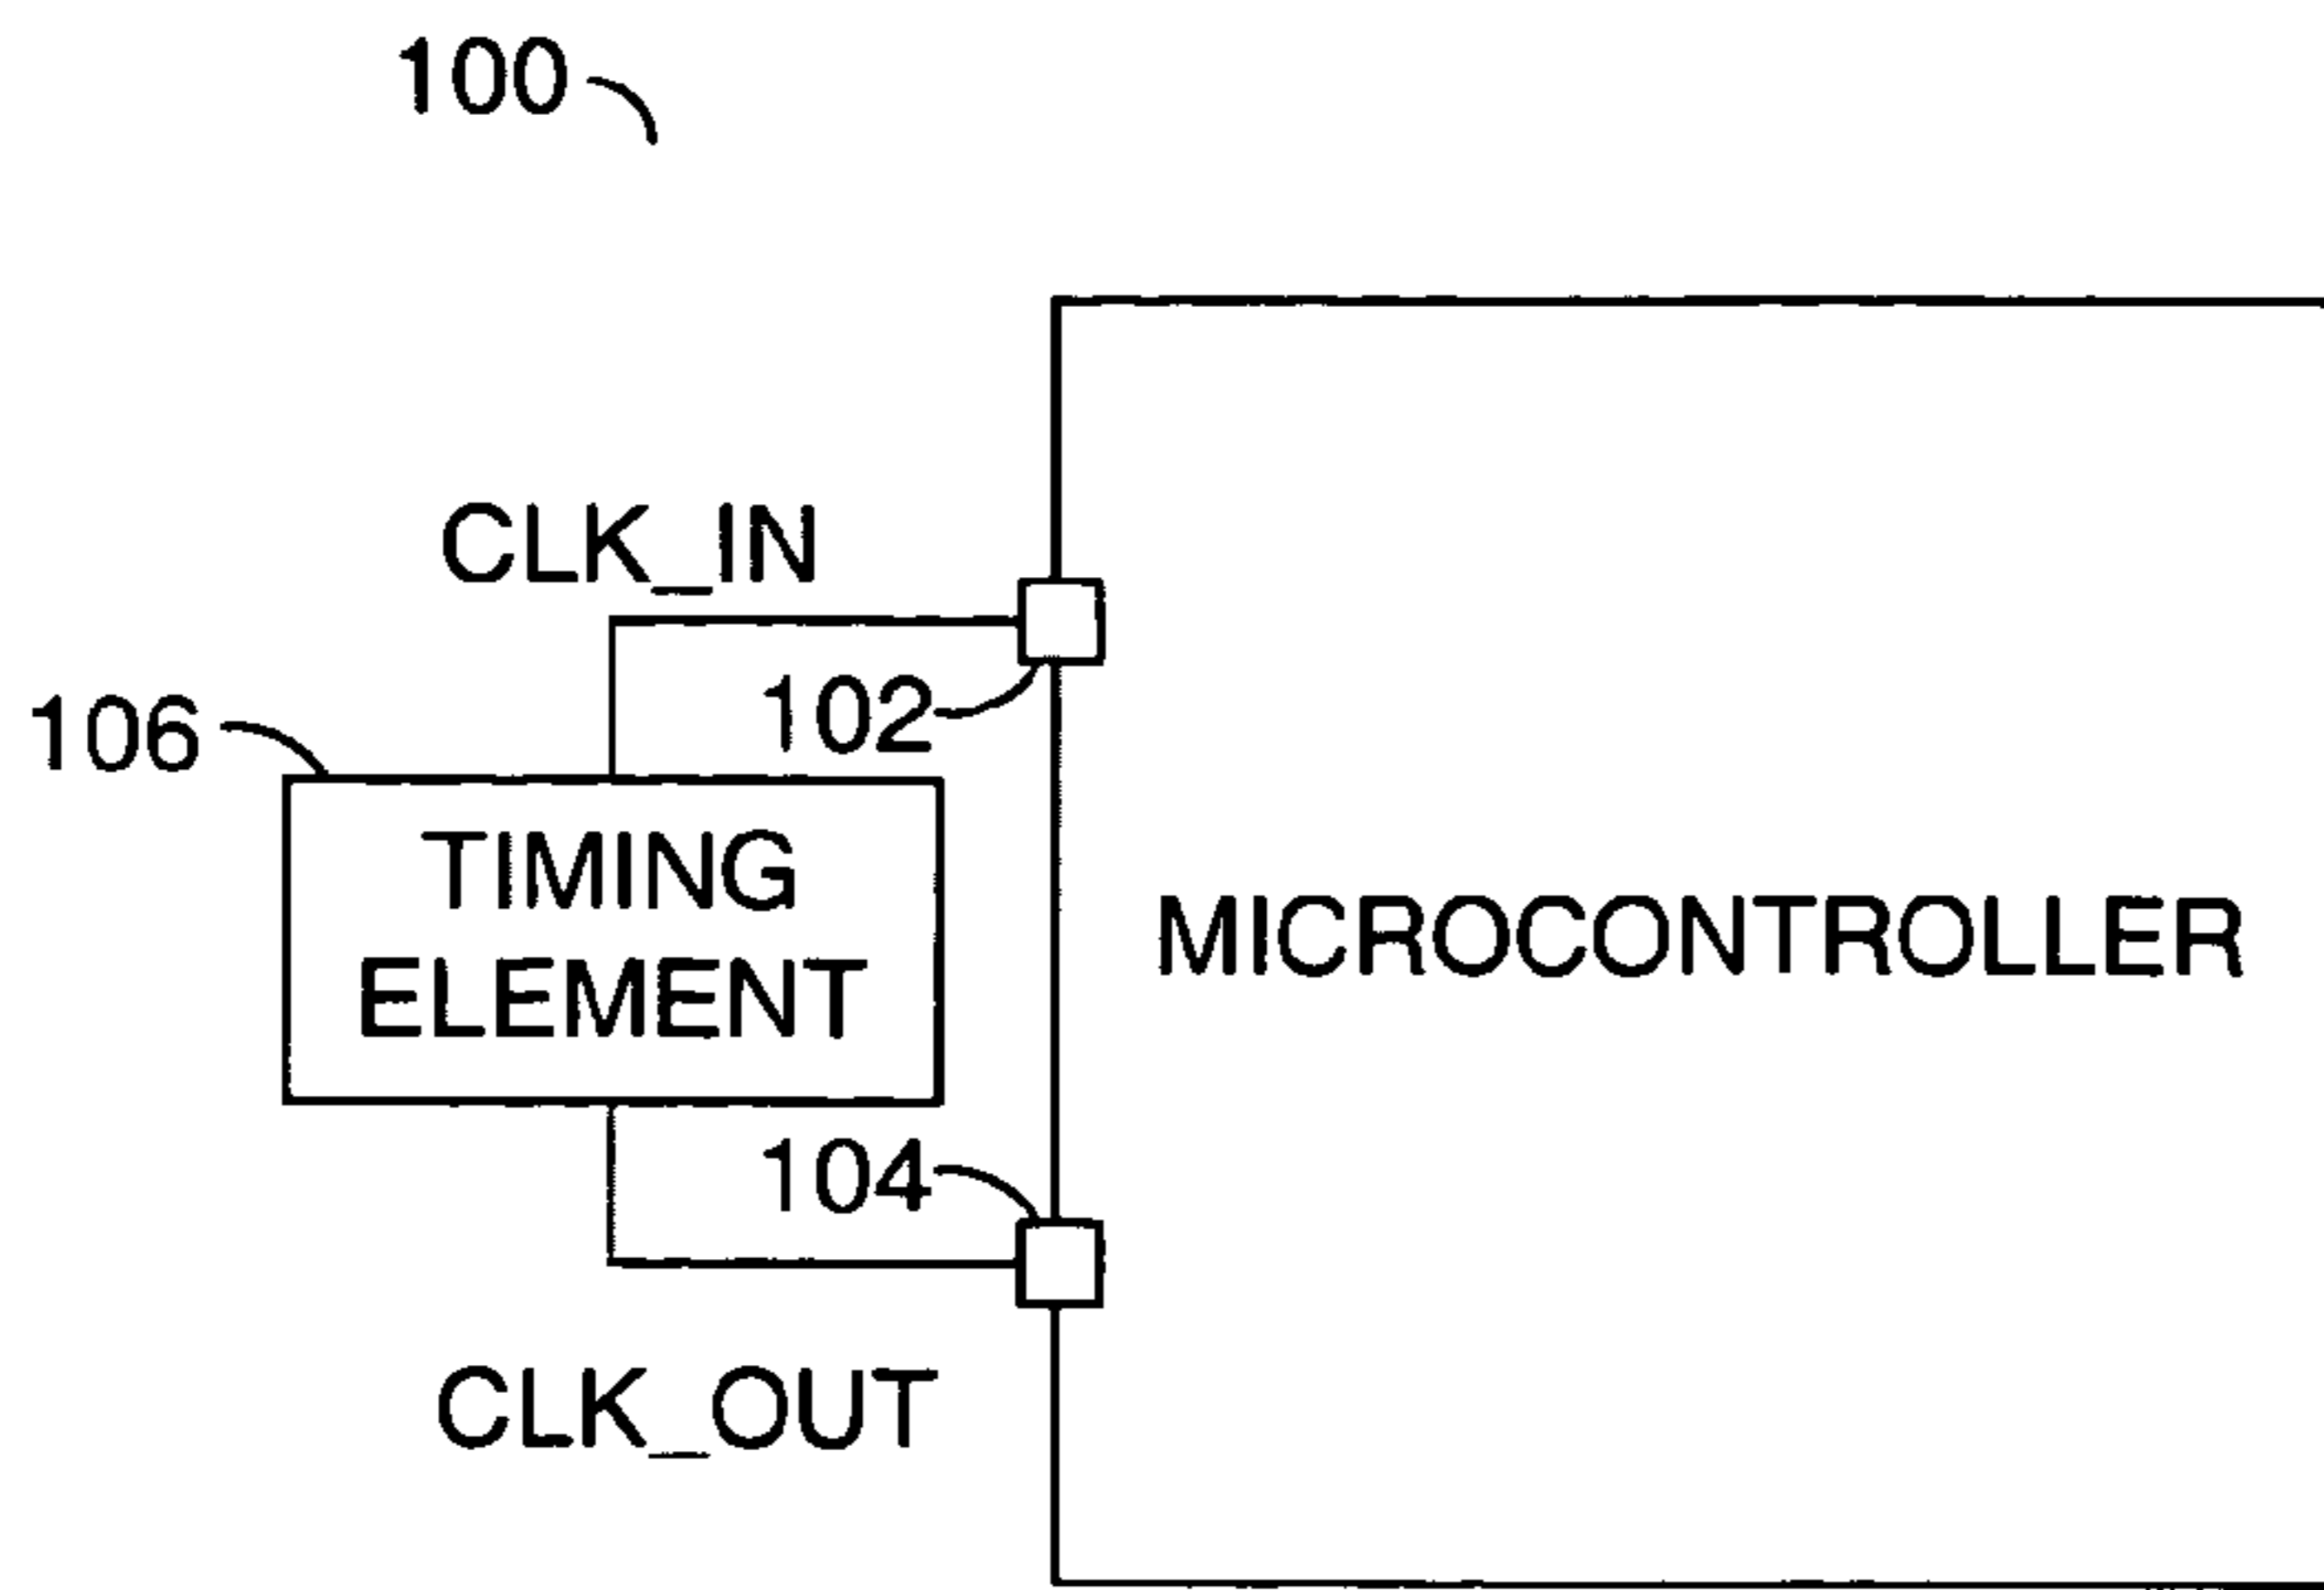 100
CLK_IN
102
106
TIMING
ELEMENT
MICROCONTROLLER
104
CLK_OUT